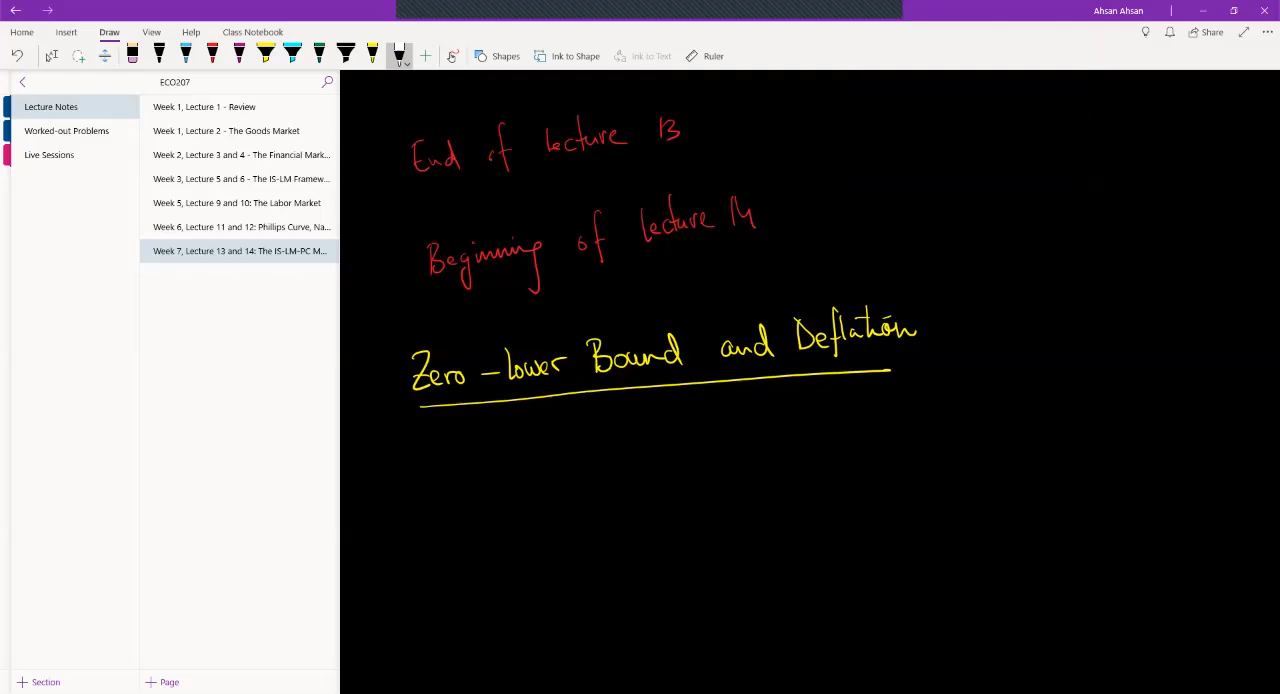 Ahsan Ahsan
Home Insert Draw View Help Class Notebook Share
Shapes Ink to Shape Ink to Text Ruler
ECO207
Lecture Notes
Worked-out Problems
Live Sessions
Week 1, Lecture 1 - Review
Week 1, Lecture 2 - The Goods Market
Week 2, Lecture 3 and 4 - The Financial Mark...
Week 3, Lecture 5 and 6 - The IS-LM Framew...
Week 5, Lecture 9 and 10: The Labor Market
Week 6, Lecture 11 and 12: Phillips Curve, Na...
Week 7, Lecture 13 and 14: The IS-LM-PC M...
End of lecture 13
Beginning of lecture 14
Zero-lower Bound and Deflation
+ Section
+ Page